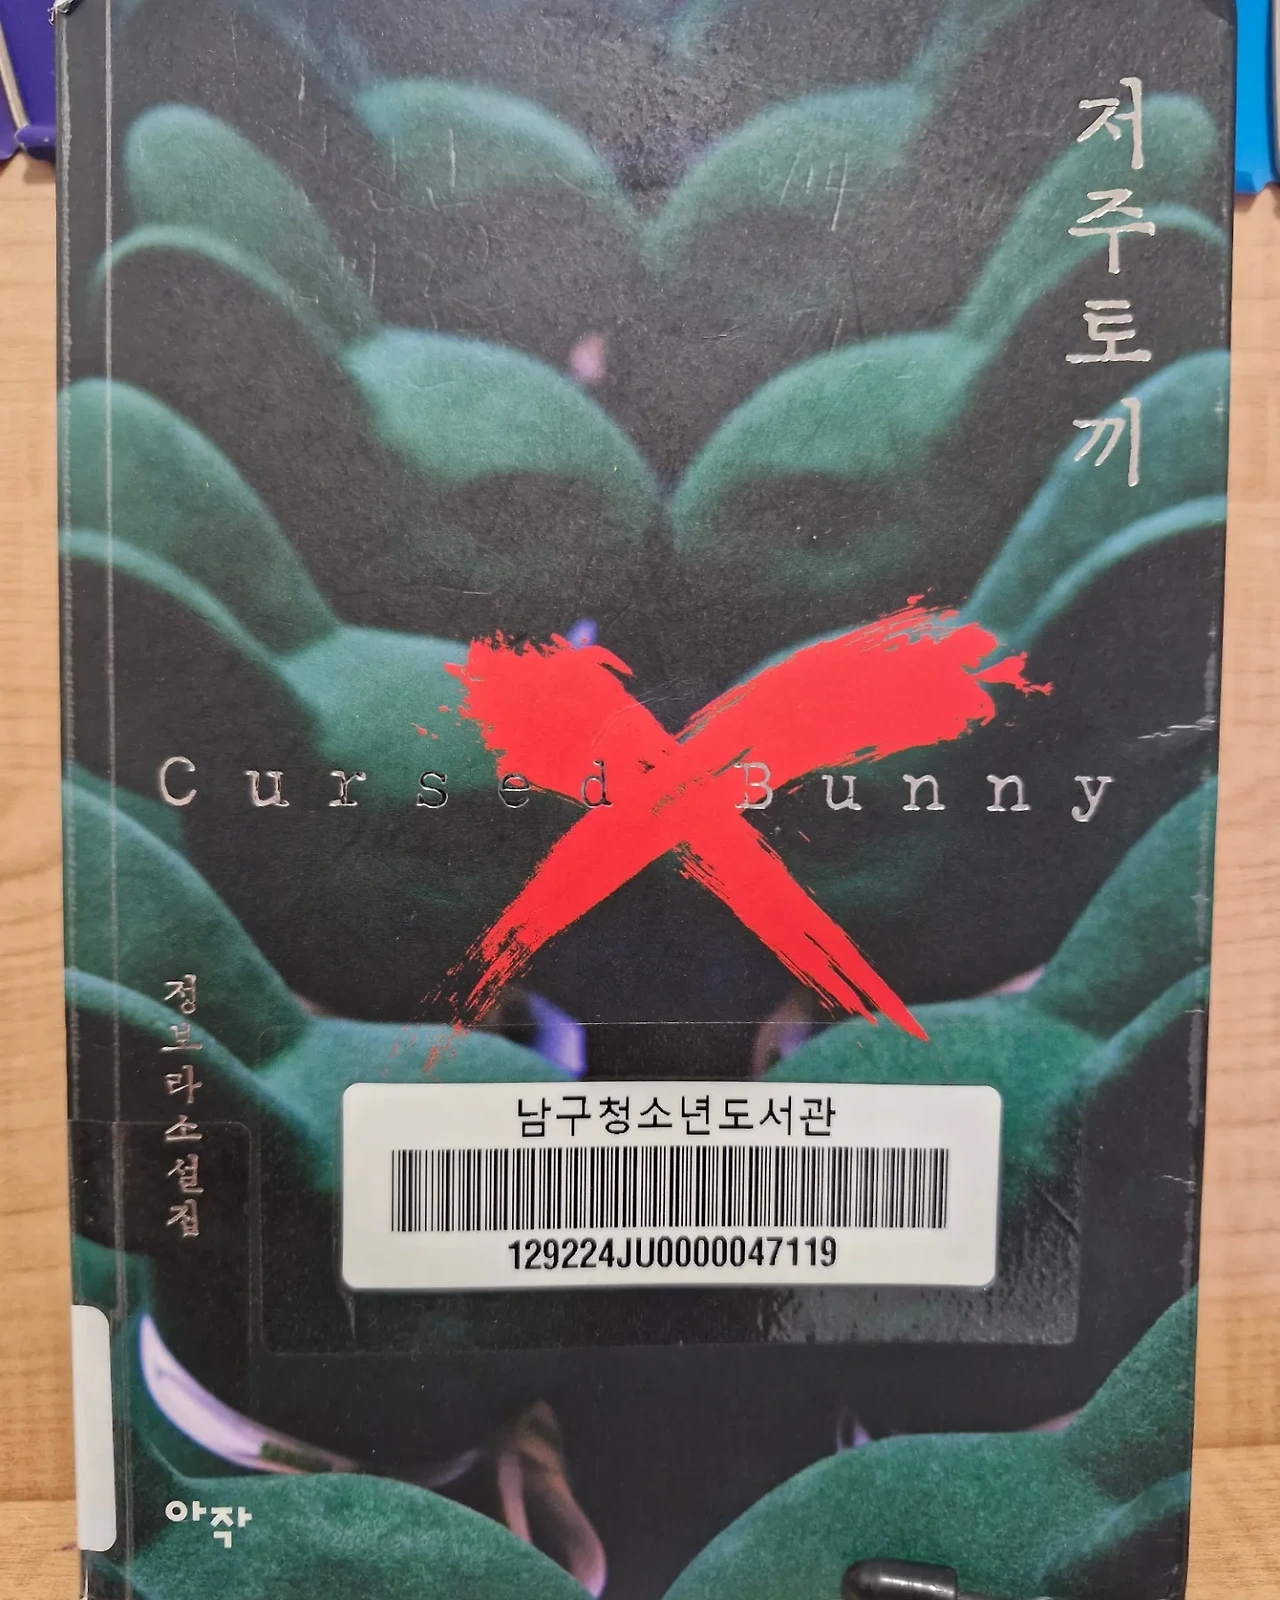 저주토끼
Cursed Bunny
정보라 소설집
남구청소년도서관
129224JU0000047119
아작